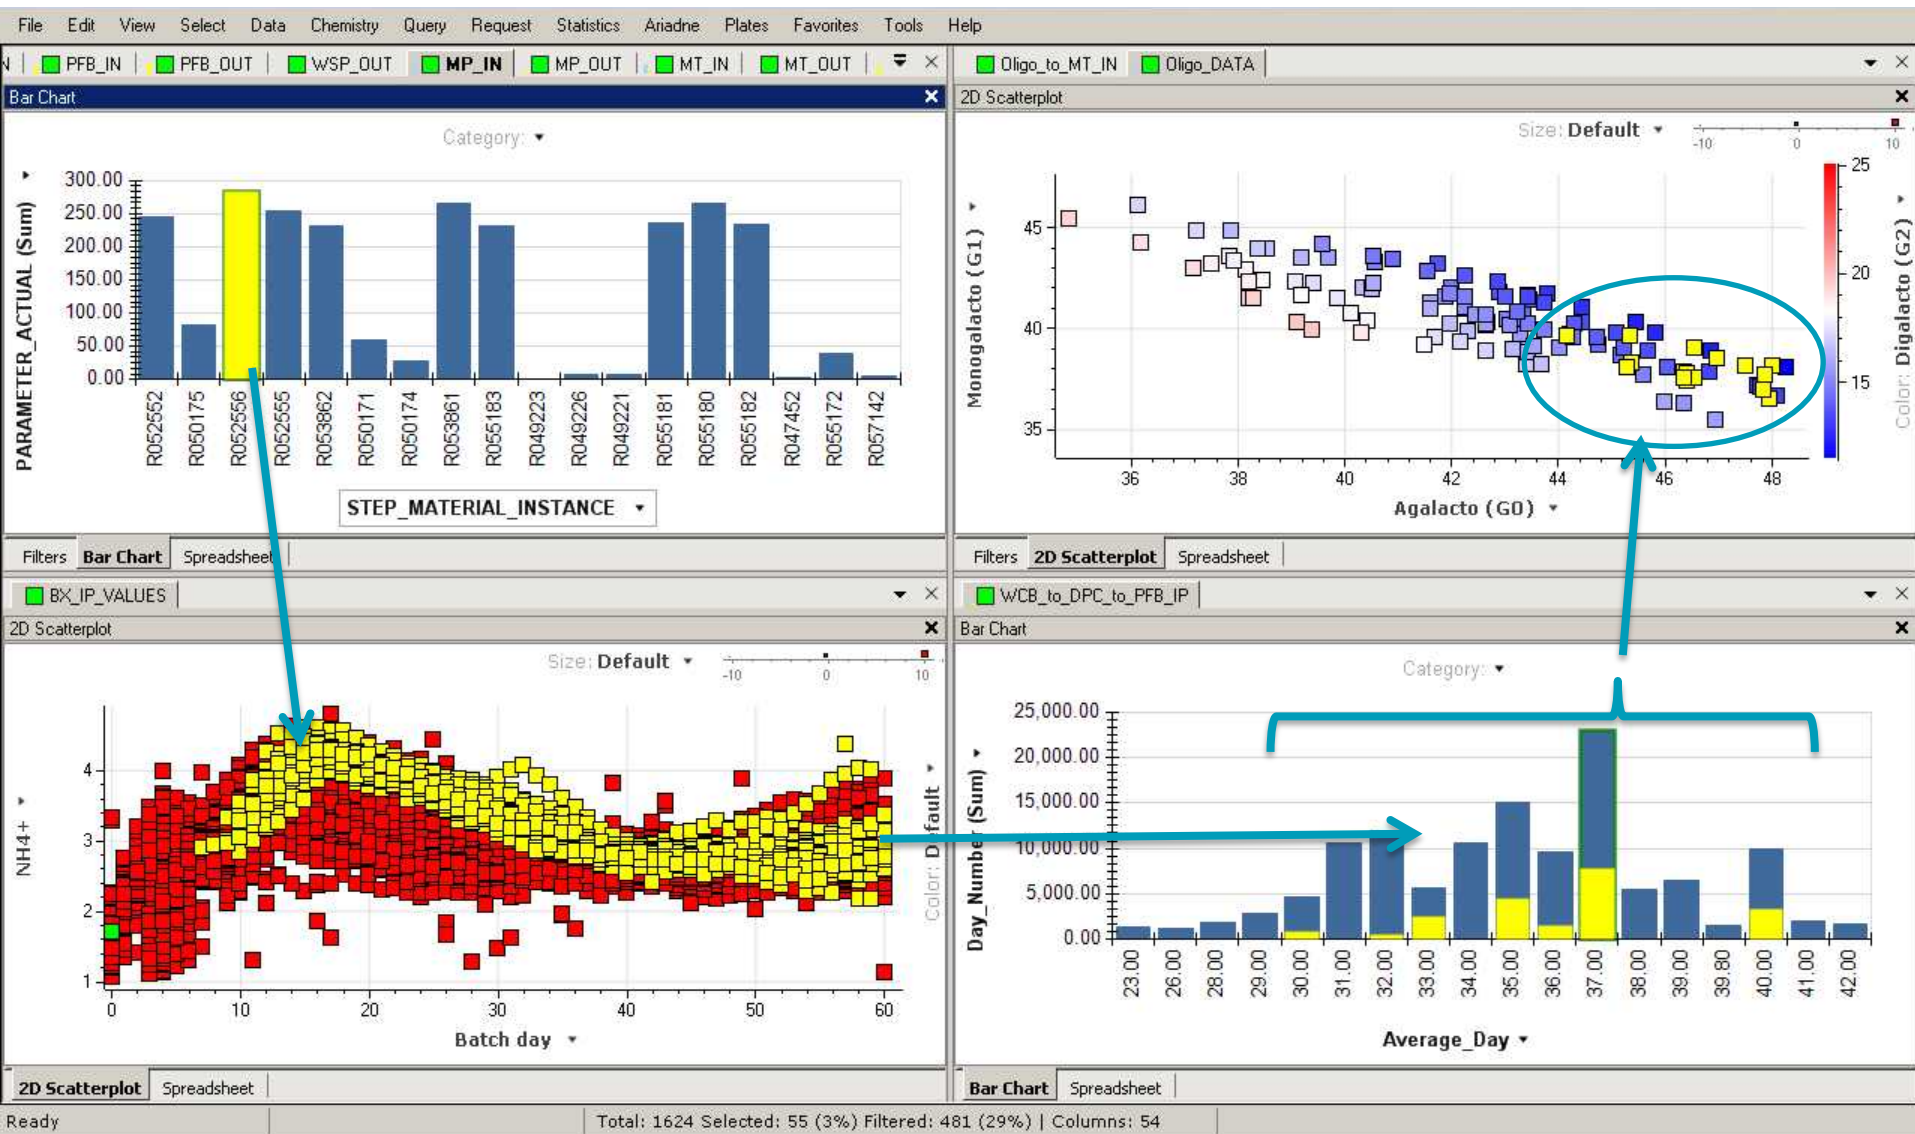 File Edit View Select Data Chemistry Query Request Statistics Ariadne Plates Favorites Tools Help
PFB_IN PFB_OUT WSP_OUT MP_IN MP_OUT MT_IN MT_OUT
Bar Chart
Category:
PARAMETER_ACTUAL (Sum)
300.00
250.00
200.00
150.00
100.00
50.00
0.00
R052552 R050175 R052556 R052555 R053862 R050171 R050174 R053861 R055183 R049223 R049226 R049221 R055181 R055180 R055182 R047452 R055172 R057142
STEP_MATERIAL_INSTANCE
Filters Bar Chart Spreadsheet
Oligo_to_MT_IN Oligo_DATA
2D Scatterplot
Size: Default -10 0 10
Monogalacto (G1)
45
40
35
36 38 40 42 44 46 48
Agalacto (G0)
25
20
15
Color: Digalacto (G2)
Filters 2D Scatterplot Spreadsheet
BX_IP_VALUES
2D Scatterplot
Size: Default -10 0 10
NH4+
4
3
2
1
0 10 20 30 40 50 60
Batch day
Color: Default
2D Scatterplot Spreadsheet
WCB_to_DPC_to_PFB_IP
Bar Chart
Category:
Day_Number (Sum)
25,000.00
20,000.00
15,000.00
10,000.00
5,000.00
0.00
23.00 26.00 28.00 29.00 30.00 31.00 32.00 33.00 34.00 35.00 36.00 37.00 38.00 39.00 39.80 40.00 41.00 42.00
Average_Day
Bar Chart Spreadsheet
Ready
Total: 1624 Selected: 55 (3%) Filtered: 481 (29%) | Columns: 54